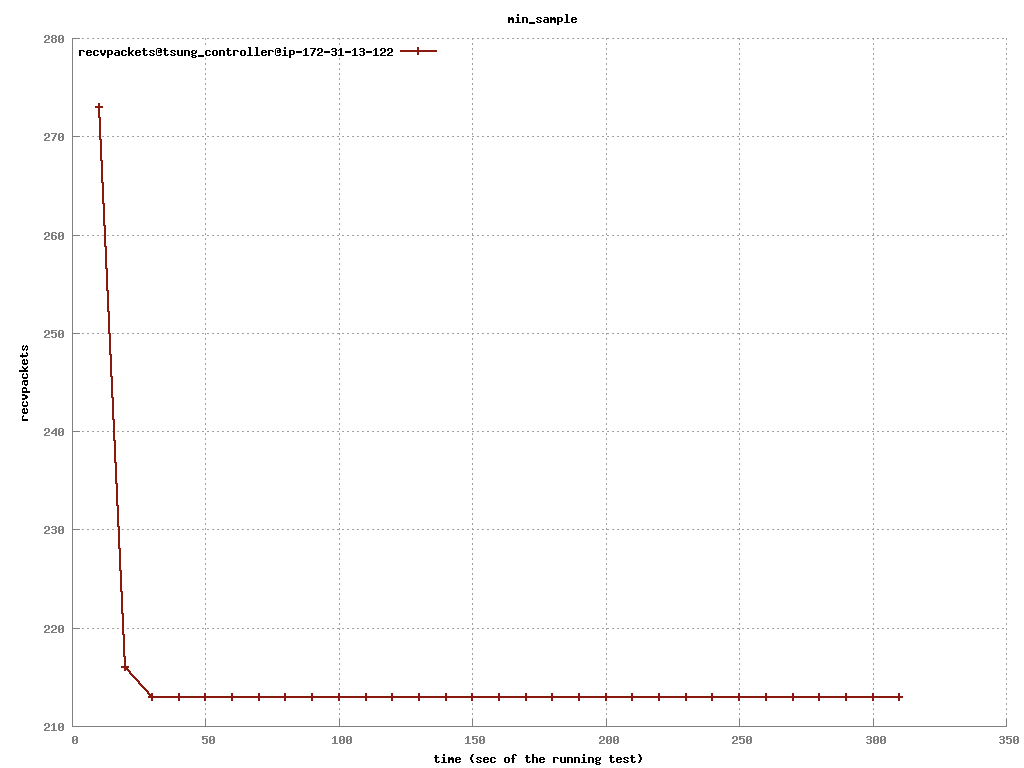 min_sample
recvpackets@tsung_controller@ip-172-31-13-122
280
270
260
250
240
230
220
210
recvpackets
0 50 100 150 200 250 300 350
time (sec of the running test)